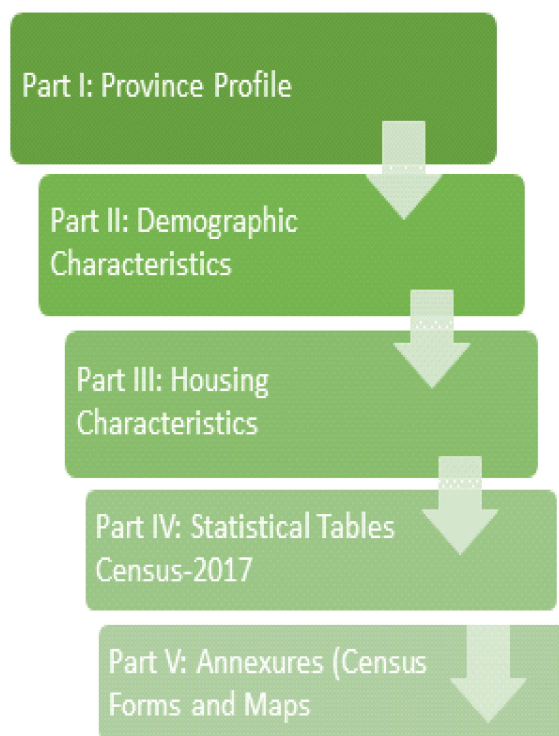 Part I: Province Profile
Part II: Demographic
Characteristics
Part III: Housing
Characteristics
Part IV: Statistical Tables
Census-2017
Part V: Annexures (Census
Forms and Maps